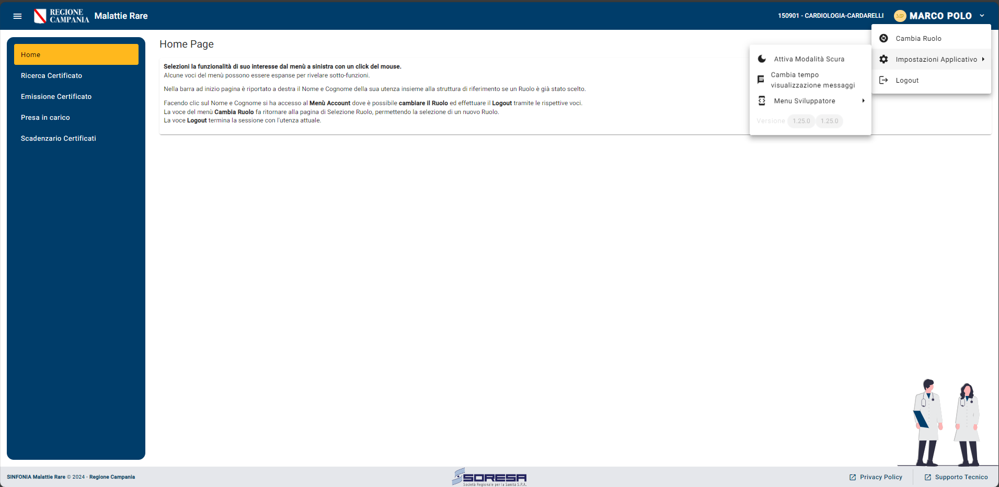 REGIONE
CAMPANIA
Malattie Rare
150901 - CARDIOLOGIA-CARDARELLI
MP
MARCO POLO
Home
Ricerca Certificato
Emissione Certificato
Presa in carico
Scadenzario Certificati
Home Page
Selezioni la funzionalità di suo interesse dal menù a sinistra con un click del mouse.
Alcune voci del menù possono essere espanse per rivelare sotto-funzioni.
Nella barra ad inizio pagina è riportato a destra il Nome e Cognome della sua utenza insieme alla struttura di riferimento se un Ruolo è già stato scelto.
Facendo clic sul Nome e Cognome si ha accesso al Menù Account dove è possibile cambiare il Ruolo ed effettuare il Logout tramite le rispettive voci.
La voce del menù Cambia Ruolo fa ritornare alla pagina di Selezione Ruolo, permettendo la selezione di un nuovo Ruolo.
La voce Logout termina la sessione con l'utenza attuale.
Cambia Ruolo
Impostazioni Applicativo
Logout
Attiva Modalità Scura
Cambia tempo
visualizzazione messaggi
Menu Sviluppatore
Versione 1.25.0 1.25.0
SINFONIA Malattie Rare © 2024 - Regione Campania
SORESA
Società Regionale per la Sanità S.P.A.
Privacy Policy
Supporto Tecnico